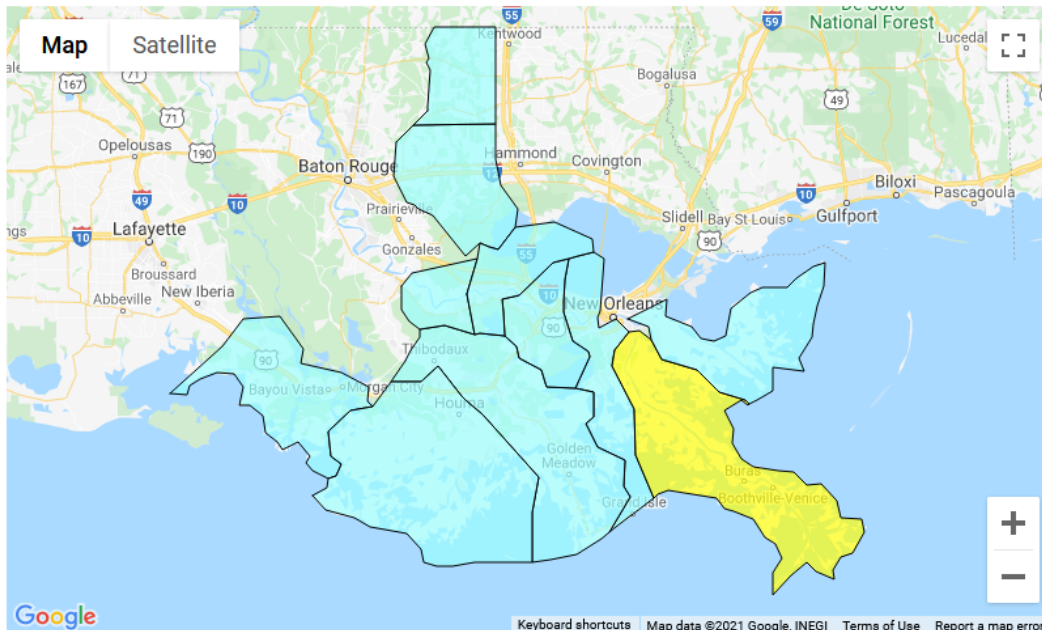 Map
Satellite
55
59
De Soto
National Forest
Kentwood
Lucedal
ale
71
167
Bogalusa
49
71
Opelousas
190
Hammond
Covington
Baton Rouge
12
10
49
10
Biloxi
Prairieville
Slidell
Bay St Louis
Gulfport
Pascagoula
ngs
10
Lafayette
Gonzales
55
90
Broussard
New Iberia
Abbeville
10
New Orleans
90
90
Thibodaux
Bayou Vista
Morgan City
Houma
Golden
Meadow
Buras
Boothville-Venice
Grand Isle
+
−
Google
Keyboard shortcuts
Map data ©2021 Google, INEGI
Terms of Use
Report a map error